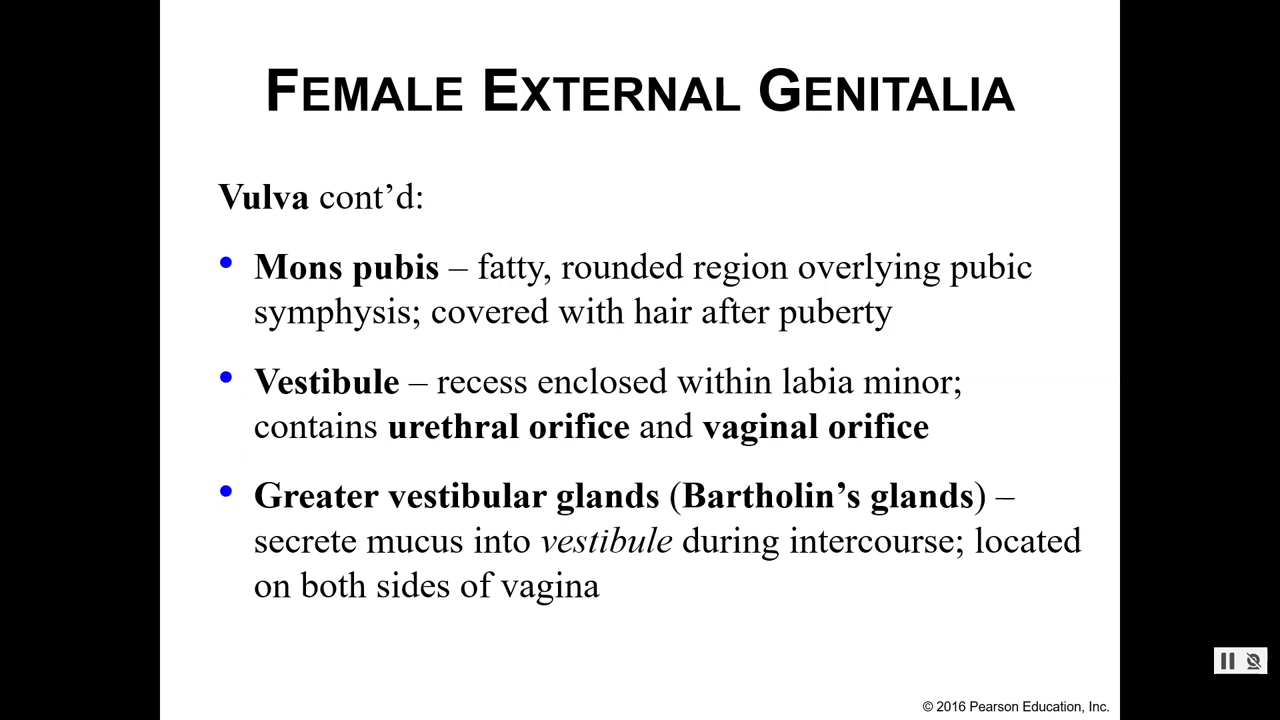 FEMALE EXTERNAL GENITALIA
Vulva cont’d:
• Mons pubis – fatty, rounded region overlying pubic
symphysis; covered with hair after puberty
• Vestibule – recess enclosed within labia minor;
contains urethral orifice and vaginal orifice
• Greater vestibular glands (Bartholin’s glands) –
secrete mucus into vestibule during intercourse; located
on both sides of vagina
© 2016 Pearson Education, Inc.